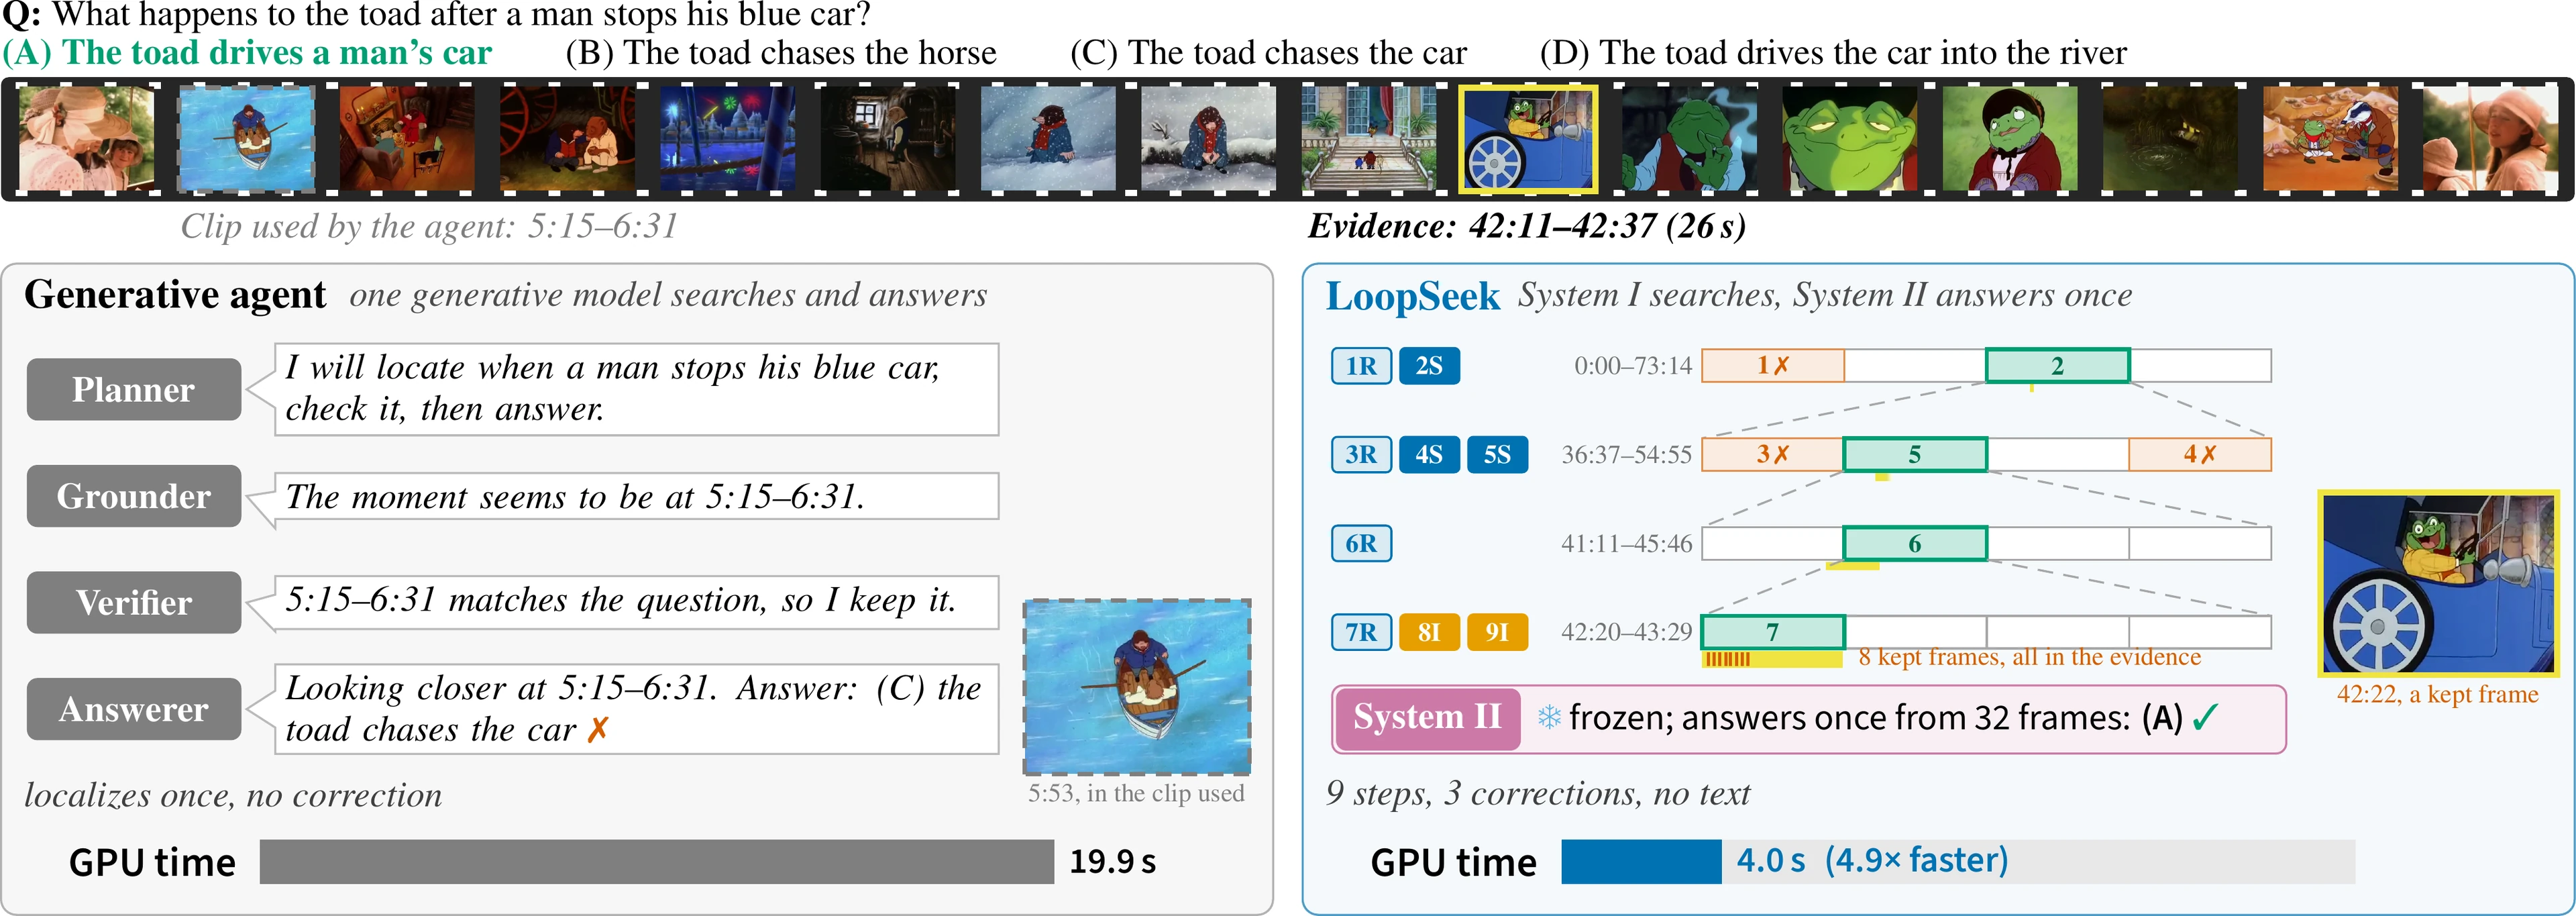 Q: What happens to the toad after a man stops his blue car?
(A) The toad drives a man's car (B) The toad chases the horse (C) The toad chases the car (D) The toad drives the car into the river
Clip used by the agent: 5:15–6:31
Evidence: 42:11–42:37 (26 s)
Generative agent one generative model searches and answers
Planner
I will locate when a man stops his blue car,
check it, then answer.
Grounder
The moment seems to be at 5:15–6:31.
Verifier
5:15–6:31 matches the question, so I keep it.
Answerer
Looking closer at 5:15–6:31. Answer: (C) the
toad chases the car ✗
5:53, in the clip used
localizes once, no correction
GPU time 19.9 s
LoopSeek System I searches, System II answers once
1R 2S 0:00–73:14 1✗ 2
3R 4S 5S 36:37–54:55 3✗ 5 4✗
6R 41:11–45:46 6
7R 8I 9I 42:20–43:29 7
8 kept frames, all in the evidence
42:22, a kept frame
System II ❄ frozen; answers once from 32 frames: (A) ✓
9 steps, 3 corrections, no text
GPU time 4.0 s (4.9× faster)